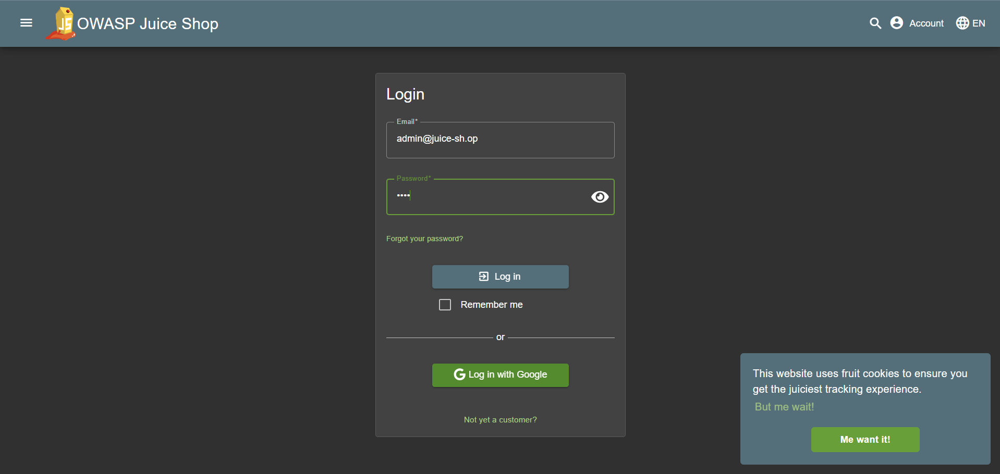 OWASP Juice Shop
Account
EN
Login
Email*
admin@juice-sh.op
Password*
••••
Forgot your password?
Log in
Remember me
or
Log in with Google
Not yet a customer?
This website uses fruit cookies to ensure you
get the juiciest tracking experience.
But me wait!
Me want it!